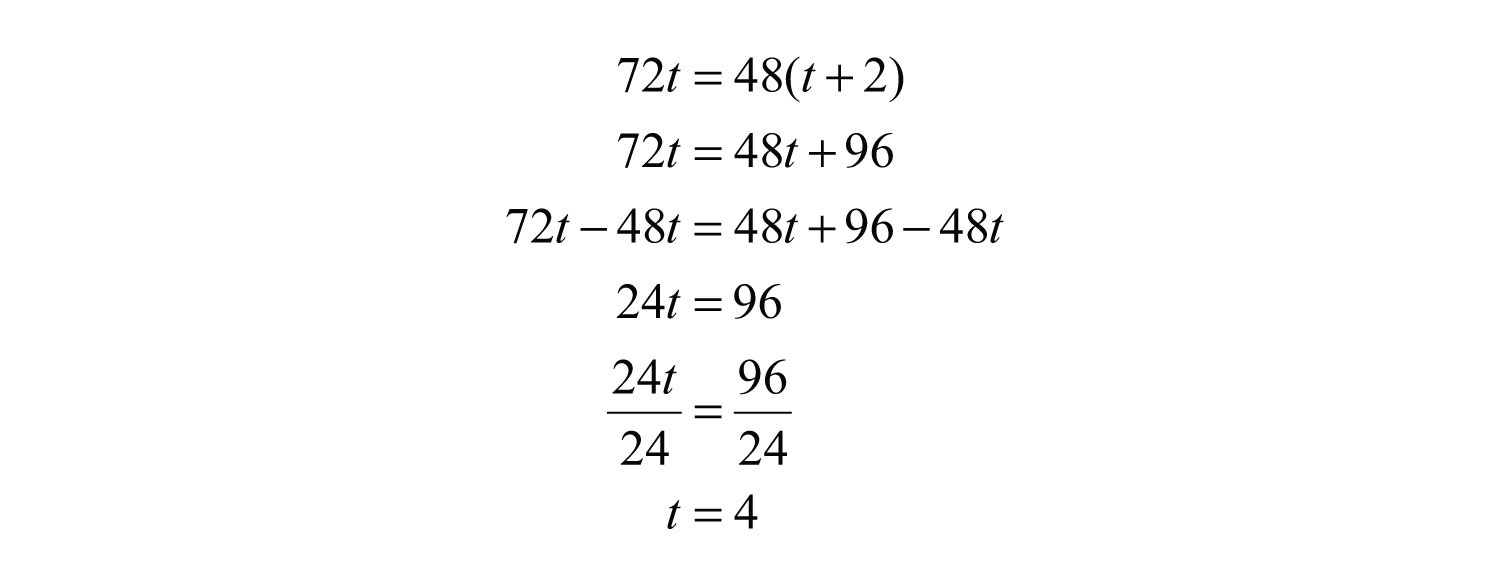 72t = 48(t + 2)
72t = 48t + 96
72t − 48t = 48t + 96 − 48t
24t = 96
24t/24 = 96/24
t = 4